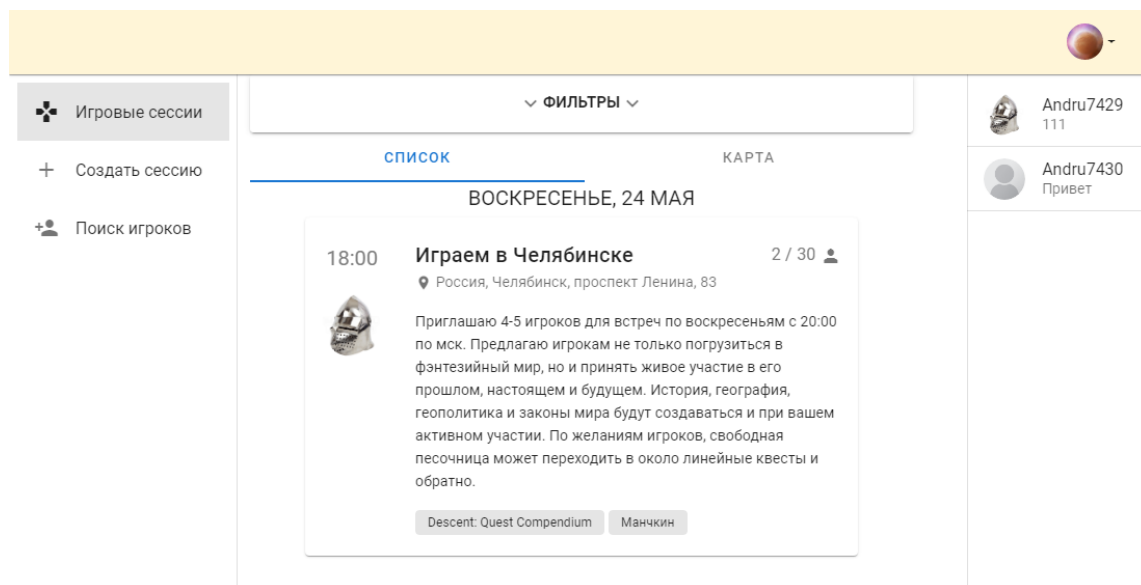 Игровые сессии
Создать сессию
Поиск игроков
ФИЛЬТРЫ
СПИСОК
КАРТА
ВОСКРЕСЕНЬЕ, 24 МАЯ
18:00
Играем в Челябинске
2 / 30
Россия, Челябинск, проспект Ленина, 83
Приглашаю 4-5 игроков для встреч по воскресеньям с 20:00
по мск. Предлагаю игрокам не только погрузиться в
фэнтезийный мир, но и принять живое участие в его
прошлом, настоящем и будущем. История, география,
геополитика и законы мира будут создаваться и при вашем
активном участии. По желаниям игроков, свободная
песочница может переходить в около линейные квесты и
обратно.
Descent: Quest Compendium
Манчкин
Andru7429
111
Andru7430
Привет